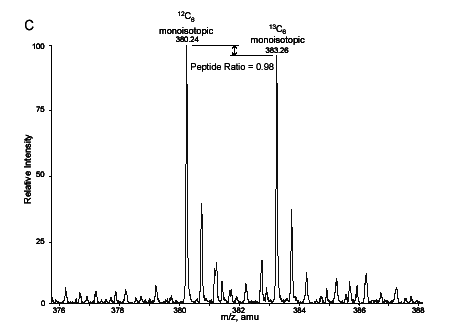 C
12C6
monoisotopic
380.24
13C6
monoisotopic
383.26
Peptide Ratio = 0.98
Relative Intensity
100
75
50
25
0
376 378 380 382 384 386 388
m/z, amu